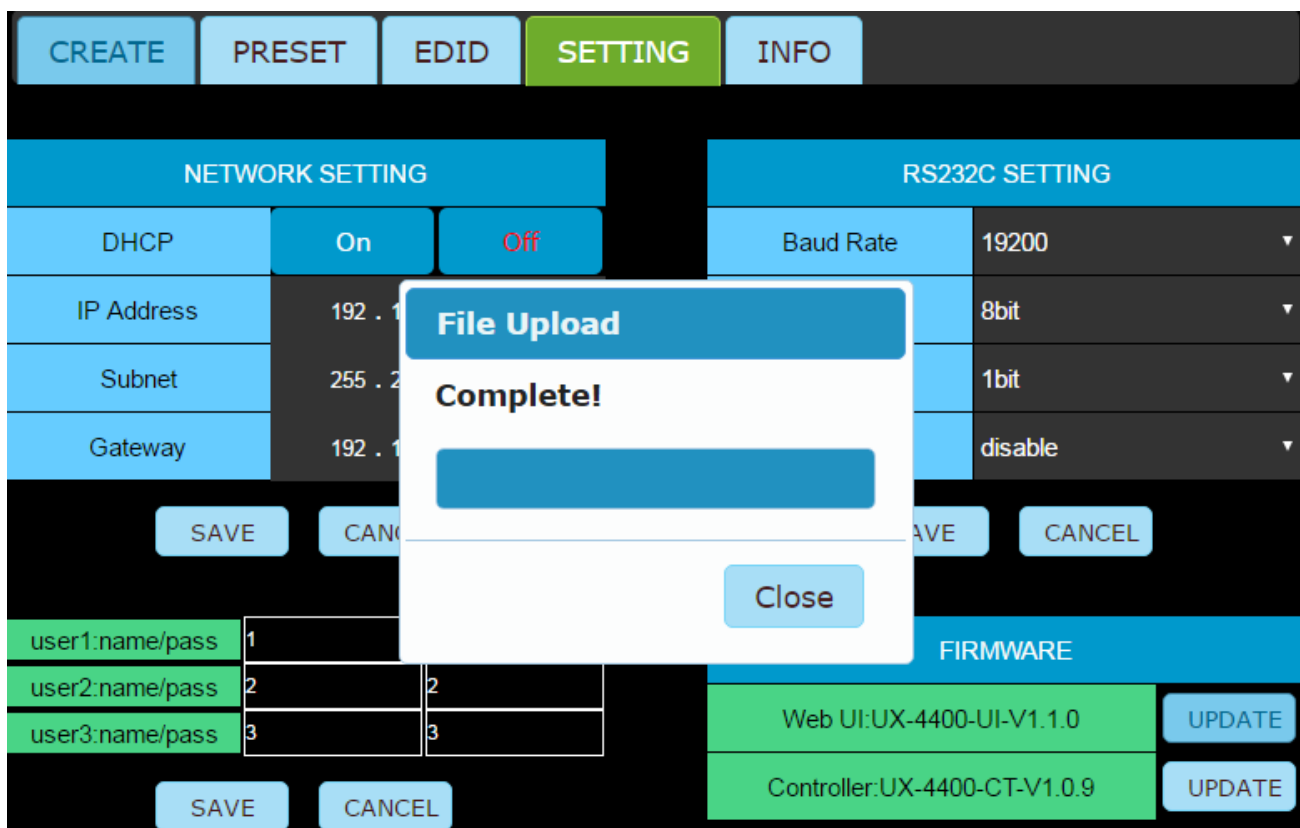 CREATE PRESET EDID SETTING INFO
NETWORK SETTING
DHCP On Off
IP Address 192 . 1
Subnet 255 . 2
Gateway 192 . 1
SAVE CANC
RS232C SETTING
Baud Rate 19200
8bit
1bit
disable
AVE CANCEL
File Upload
Complete!
Close
user1:name/pass 1
user2:name/pass 2 2
user3:name/pass 3 3
SAVE CANCEL
FIRMWARE
Web UI:UX-4400-UI-V1.1.0 UPDATE
Controller:UX-4400-CT-V1.0.9 UPDATE